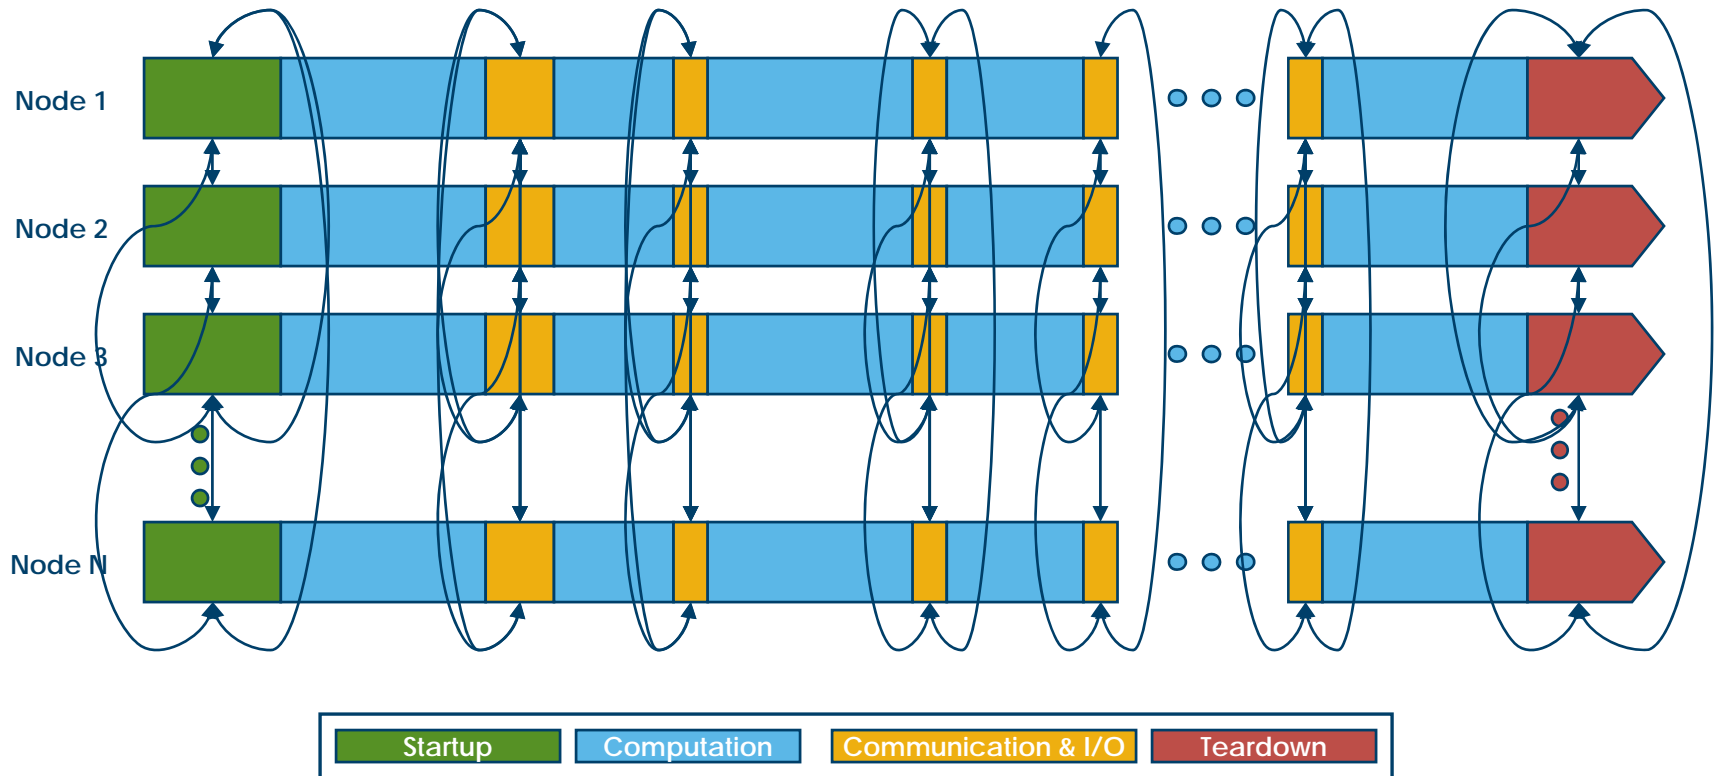 Node 1
Node 2
Node 3
Node N
Startup
Computation
Communication & I/O
Teardown